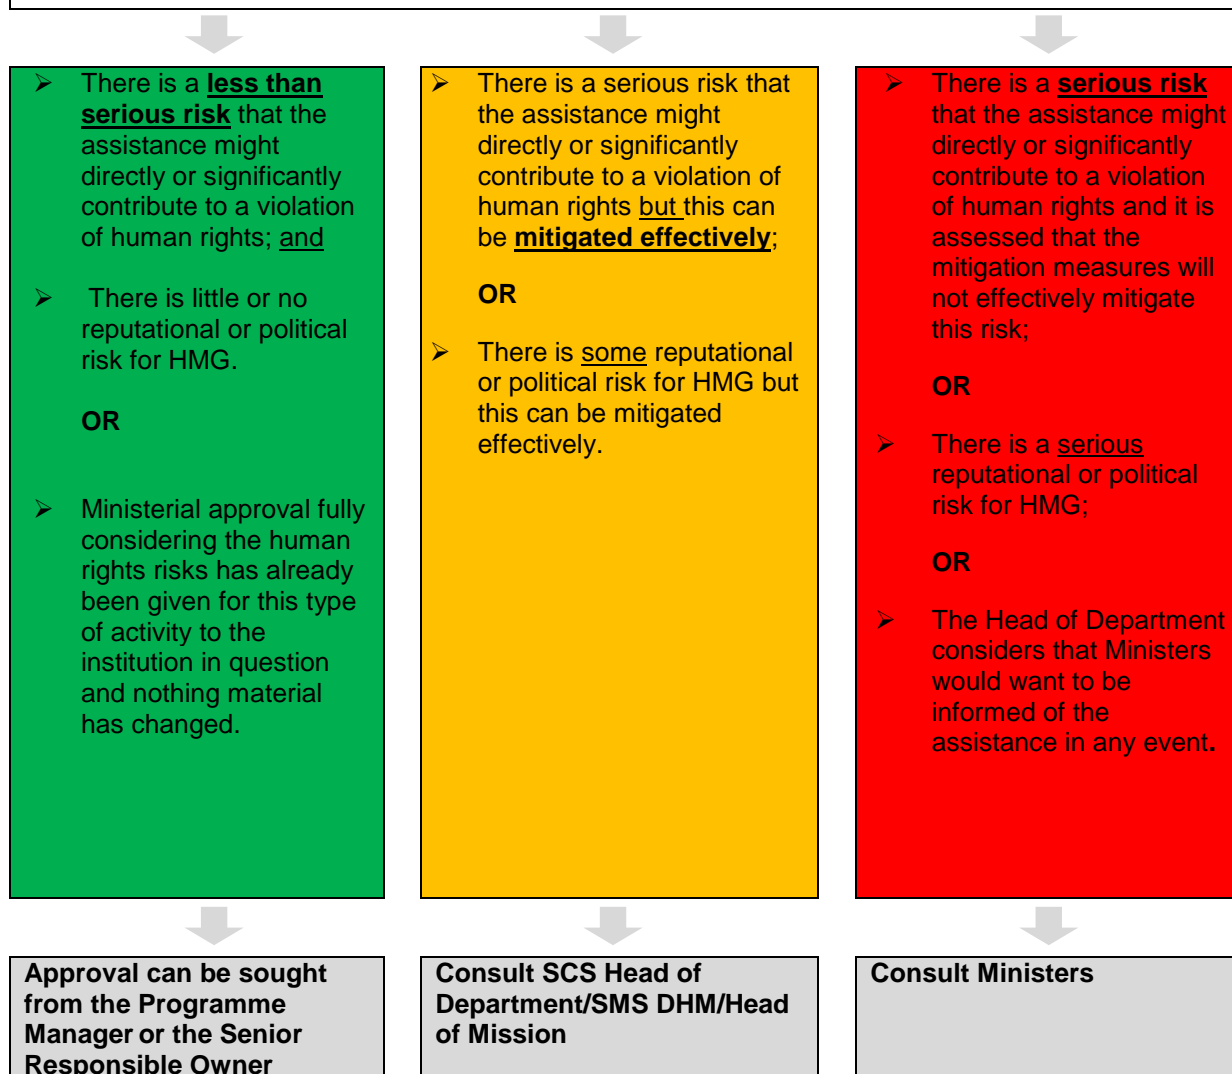 ➢ There is a less than
serious risk that the
assistance might
directly or significantly
contribute to a violation
of human rights; and
➢ There is little or no
reputational or political
risk for HMG.
OR
➢ Ministerial approval fully
considering the human
rights risks has already
been given for this type
of activity to the
institution in question
and nothing material
has changed.
➢ There is a serious risk that
the assistance might
directly or significantly
contribute to a violation of
human rights but this can
be mitigated effectively;
OR
➢ There is some reputational
or political risk for HMG but
this can be mitigated
effectively.
➢ There is a serious risk
that the assistance might
directly or significantly
contribute to a violation
of human rights and it is
assessed that the
mitigation measures will
not effectively mitigate
this risk;
OR
➢ There is a serious
reputational or political
risk for HMG;
OR
➢ The Head of Department
considers that Ministers
would want to be
informed of the
assistance in any event.
Approval can be sought
from the Programme
Manager or the Senior
Responsible Owner
Consult SCS Head of
Department/SMS DHM/Head
of Mission
Consult Ministers